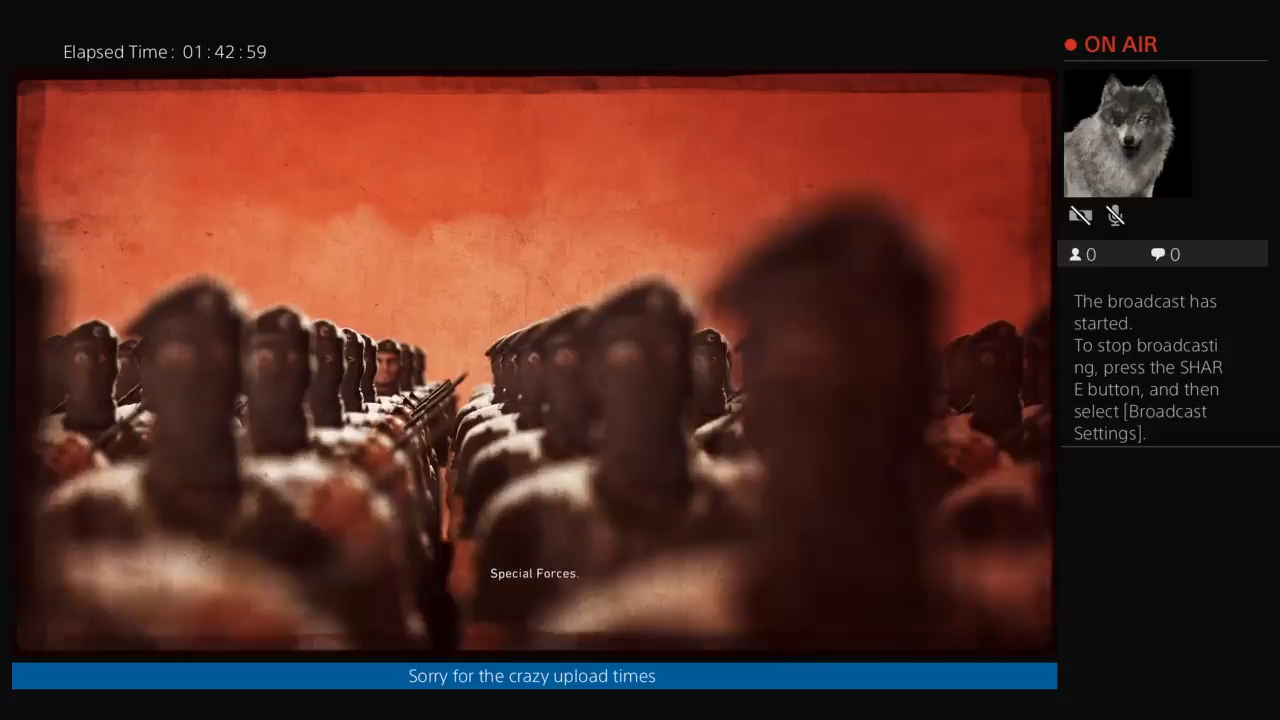 Elapsed Time: 01:42:59
ON AIR
0
0
The broadcast has
started.
To stop broadcasti
ng, press the SHAR
E button, and then
select [Broadcast
Settings].
Special Forces.
Sorry for the crazy upload times